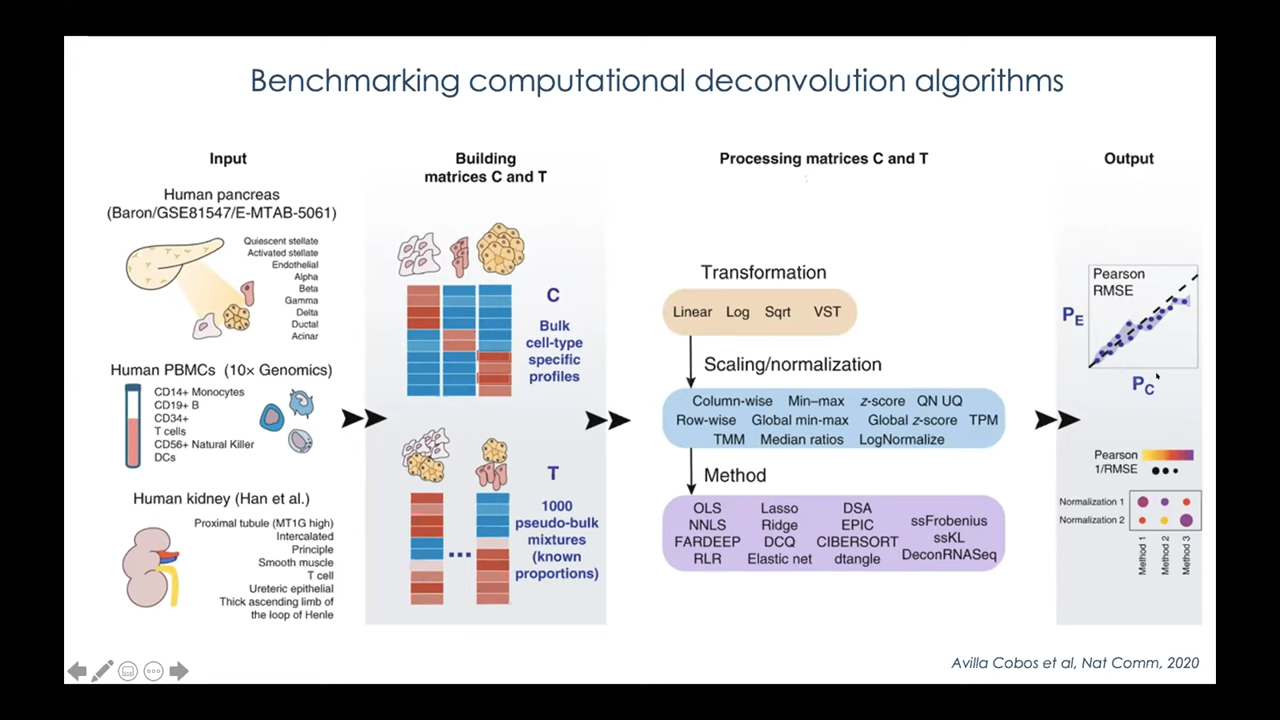 Benchmarking computational deconvolution algorithms
Input
Human pancreas
(Baron/GSE81547/E-MTAB-5061)
Quiescent stellate
Activated stellate
Endothelial
Alpha
Beta
Gamma
Delta
Ductal
Acinar
Human PBMCs (10× Genomics)
CD14+ Monocytes
CD19+ B
CD34+
T cells
CD56+ Natural Killer
DCs
Human kidney (Han et al.)
Proximal tubule (MT1G high)
Intercalated
Principle
Smooth muscle
T cell
Ureteric epithelial
Thick ascending limb of
the loop of Henle
Building
matrices C and T
C
Bulk
cell-type
specific
profiles
T
1000
pseudo-bulk
mixtures
(known
proportions)
Processing matrices C and T
Transformation
Linear Log Sqrt VST
Scaling/normalization
Column-wise Min–max z-score QN UQ
Row-wise Global min-max Global z-score TPM
TMM Median ratios LogNormalize
Method
OLS Lasso DSA
NNLS Ridge EPIC ssFrobenius
FARDEEP DCQ CIBERSORT ssKL
RLR Elastic net dtangle DeconRNASeq
Output
Pearson
RMSE
PE
PC
Pearson
1/RMSE
Normalization 1
Normalization 2
Method 1
Method 2
Method 3
Avilla Cobos et al, Nat Comm, 2020